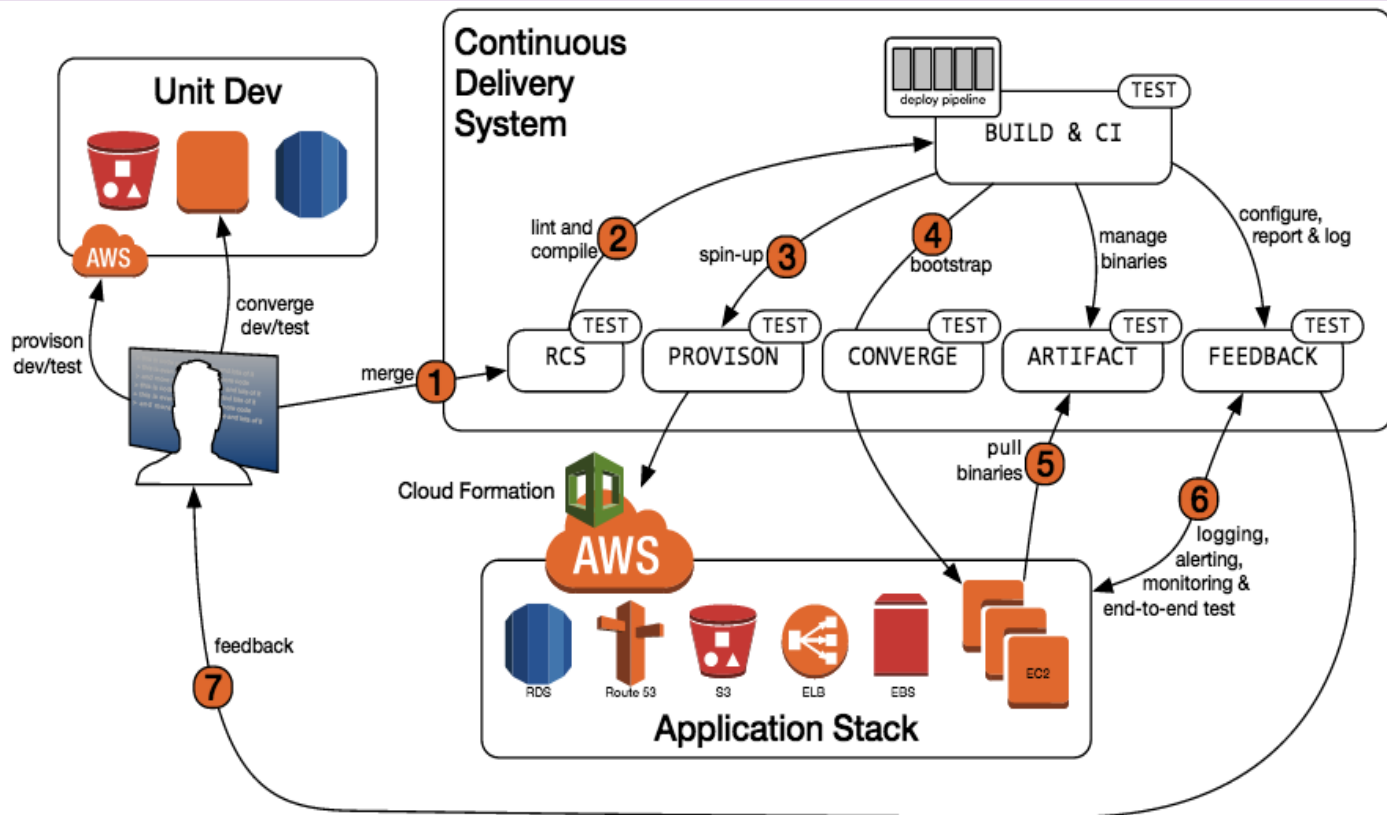 Continuous
Delivery
System
Unit Dev
deploy pipeline
TEST
BUILD & CI
AWS
lint and
compile
2
spin-up
3
4
bootstrap
manage
binaries
configure,
report & log
provison
dev/test
converge
dev/test
merge
1
TEST
RCS
TEST
PROVISON
TEST
CONVERGE
TEST
ARTIFACT
TEST
FEEDBACK
Cloud Formation
AWS
pull
binaries
5
6
logging,
alerting,
monitoring &
end-to-end test
RDS
Route 53
S3
ELB
EBS
EC2
Application Stack
feedback
7